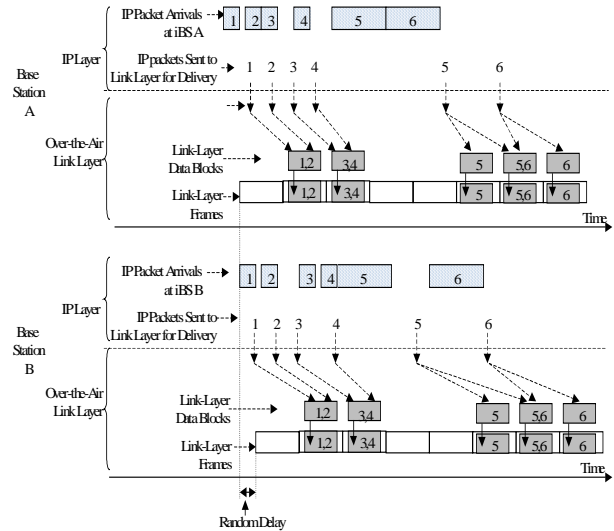 IP Packet Arrivals at iBS A
1 2 3 4 5 6
IP Layer
IP packets Sent to Link Layer for Delivery
1 2 3 4 5 6
Base Station A
Over-the-Air Link Layer
Link-Layer Data Blocks
1,2 3,4 5 5,6 6
Link-Layer Frames
1,2 3,4 5 5,6 6
Time
IP Packet Arrivals at iBS B
1 2 3 4 5 6
IP Layer
IP Packets Sent to Link Layer for Delivery
1 2 3 4 5 6
Base Station B
Over-the-Air Link Layer
Link-Layer Data Blocks
1,2 3,4 5 5,6 6
Link-Layer Frames
1,2 3,4 5 5,6 6
Time
Random Delay